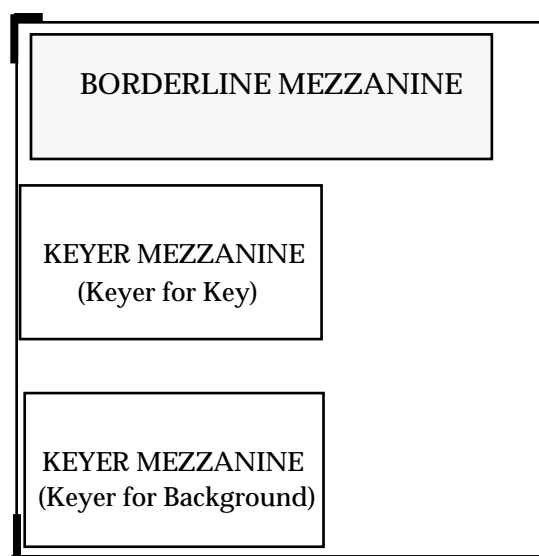 BORDERLINE MEZZANINE
KEYER MEZZANINE
(Keyer for Key)
KEYER MEZZANINE
(Keyer for Background)